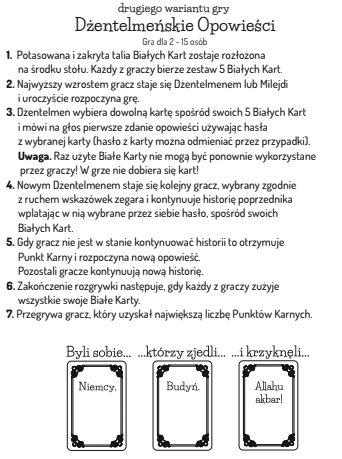 drugiego wariantu gry
Dżentelmeńskie Opowieści
Gra dla 2 - 15 osób
1. Potasowana i zakryta talia Białych Kart zostaje rozłożona
na środku stołu. Każdy z graczy bierze zestaw 5 Białych Kart.
2. Najwyższy wzrostem gracz staje się Dżentelmenem lub Milejdi
i uroczyście rozpoczyna grę.
3. Dżentelmen wybiera dowolną kartę spośród swoich 5 Białych Kart
i mówi na głos pierwsze zdanie opowieści używając hasła
z wybranej karty (hasło z karty można odmieniać przez przypadki).
Uwaga. Raz użyte Białe Karty nie mogą być ponownie wykorzystane
przez graczy! W grze nie dobiera się kart!
4. Nowym Dżentelmenem staje się kolejny gracz, wybrany zgodnie
z ruchem wskazówek zegara i kontynuuje historię poprzednika
wplatając w nią wybrane przez siebie hasło, spośród swoich
Białych Kart.
5. Gdy gracz nie jest w stanie kontynuować historii to otrzymuje
Punkt Karny i rozpoczyna nową opowieść.
Pozostali gracze kontynuują nową historię.
6. Zakończenie rozgrywki następuje, gdy każdy z graczy zużyje
wszystkie swoje Białe Karty.
7. Przegrywa gracz, który uzyskał największą liczbę Punktów Karnych.
Byli sobie... ...którzy zjedli... ...i krzyknęli...
Niemcy. Budyń. Allahu
akbar!